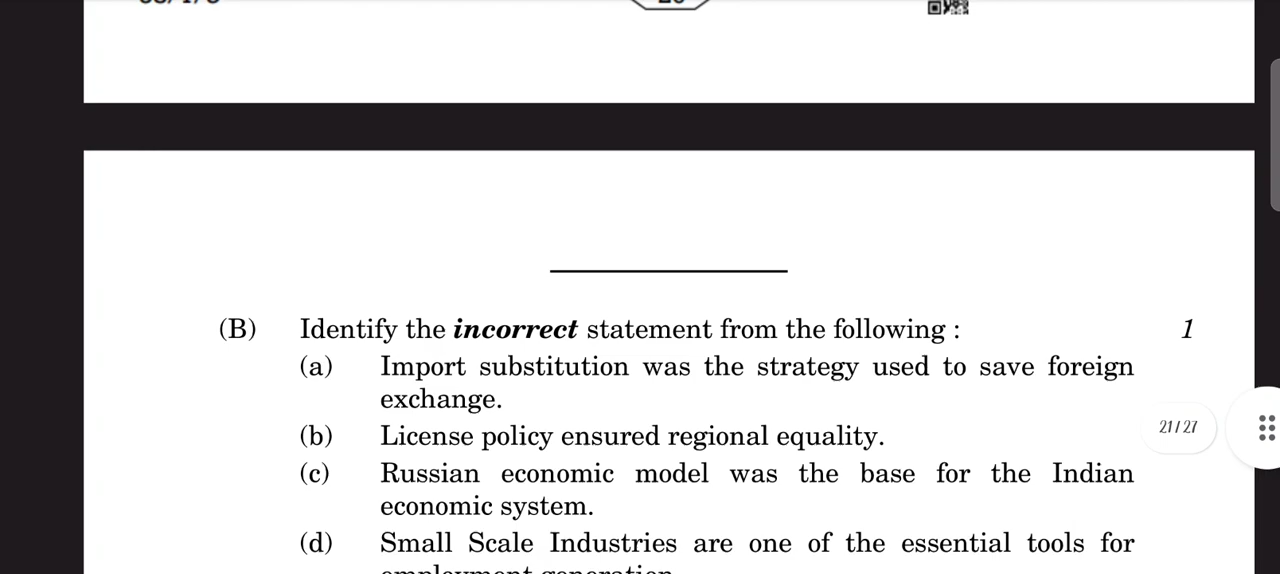 (B) Identify the incorrect statement from the following : 1
(a) Import substitution was the strategy used to save foreign
exchange.
(b) License policy ensured regional equality.
21 / 27
(c) Russian economic model was the base for the Indian
economic system.
(d) Small Scale Industries are one of the essential tools for
employment generation.